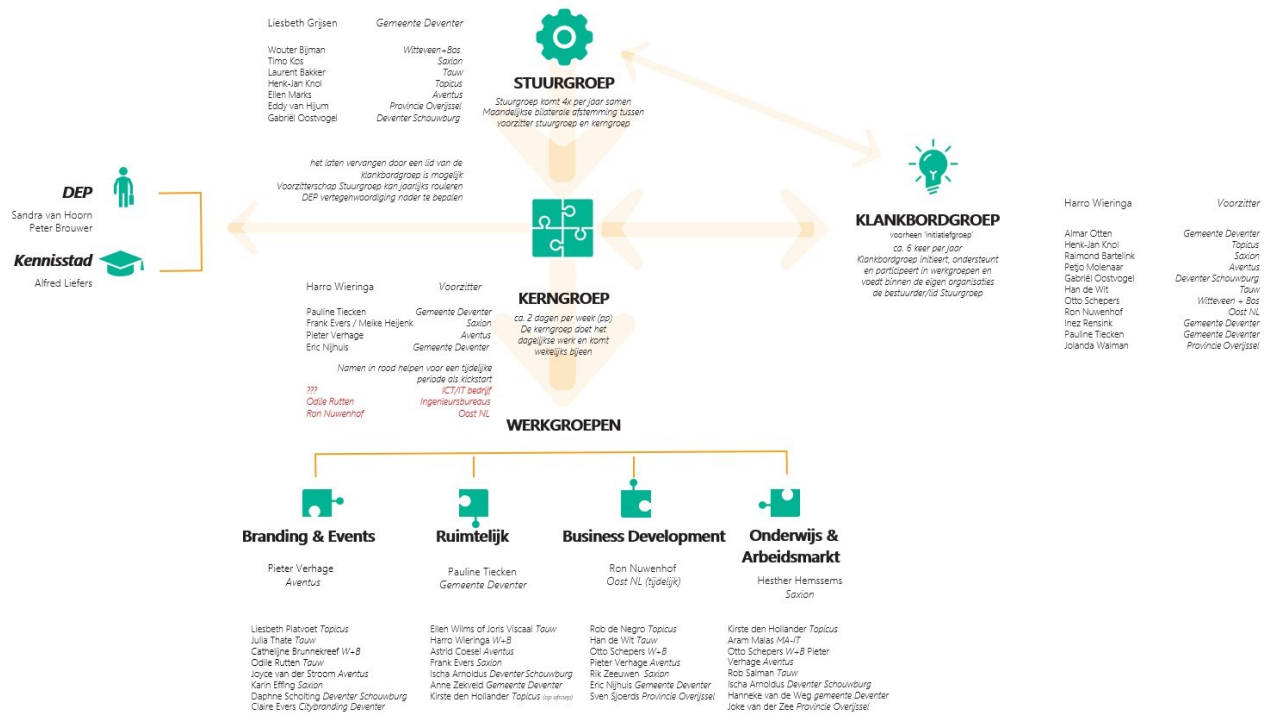 Liesbeth Grijsen Gemeente Deventer
Wouter Bijman Witteveen+Bos
Timo Kos Saxion
Laurent Bakker Tauw
Henk-Jan Knol Topicus
Ellen Marks Aventus
Eddy van Hijum Provincie Overijssel
Gabriël Oostvogel Deventer Schouwburg
STUURGROEP
Stuurgroep komt 4x per jaar samen
Maandelijkse bilaterale afstemming tussen
voorzitter stuurgroep en kerngroep
het laten vervangen door een lid van de
klankbordgroep is mogelijk
Voorzitterschap Stuurgroep kan jaarlijks rouleren
DEP vertegenwoordiging nader te bepalen
DEP
Sandra van Hoorn
Peter Brouwer
Kennisstad
Alfred Liefers
KLANKBORDGROEP
voorheen 'initiatiefgroep'
ca. 6 keer per jaar
Klankbordgroep initieert, ondersteunt
en participeert in werkgroepen en
voedt binnen de eigen organisaties
de bestuurder/lid Stuurgroep
Harro Wieringa Voorzitter
Almar Otten Gemeente Deventer
Henk-Jan Knol Topicus
Raimond Bartelink Saxion
Petjo Molenaar Aventus
Gabriël Oostvogel Deventer Schouwburg
Han de Wit Tauw
Otto Schepers Witteveen + Bos
Ron Nuwenhof Oost NL
Inez Rensink Gemeente Deventer
Pauline Tiecken Gemeente Deventer
Jolanda Walman Provincie Overijssel
Harro Wieringa Voorzitter
Pauline Tiecken Gemeente Deventer
Frank Evers / Meike Heijenk Saxion
Pieter Verhage Aventus
Eric Nijhuis Gemeente Deventer
Namen in rood helpen voor een tijdelijke
periode als kickstart
??? ICT/IT bedrijf
Odile Rutten Ingenieursbureaus
Ron Nuwenhof Oost NL
KERNGROEP
ca. 2 dagen per week (pp)
De kerngroep doet het
dagelijkse werk en komt
wekelijks bijeen
WERKGROEPEN
Branding & Events
Pieter Verhage
Aventus
Liesbeth Platvoet Topicus
Julia Thate Tauw
Cathelijne Brunnekreef W+B
Odile Rutten Tauw
Joyce van der Stroom Aventus
Karin Effing Saxion
Daphne Scholting Deventer Schouwburg
Claire Evers Citybranding Deventer
Ruimtelijk
Pauline Tiecken
Gemeente Deventer
Ellen Wilms of Joris Viscaal Tauw
Harro Wieringa W+B
Astrid Coesel Aventus
Frank Evers Saxion
Ischa Arnoldus Deventer Schouwburg
Anne Zekveld Gemeente Deventer
Kirste den Hollander Topicus (op afroep)
Business Development
Ron Nuwenhof
Oost NL (tijdelijk)
Rob de Negro Topicus
Han de Wit Tauw
Otto Schepers W+B
Pieter Verhage Aventus
Rik Zeeuwen Saxion
Eric Nijhuis Gemeente Deventer
Sven Sjoerds Provincie Overijssel
Onderwijs &
Arbeidsmarkt
Hesther Hemssems
Saxion
Kirste den Hollander Topicus
Aram Maias MA-IT
Otto Schepers W+B Pieter
Verhage Aventus
Rob Salman Tauw
Ischa Arnoldus Deventer Schouwburg
Hanneke van de Weg gemeente Deventer
Joke van der Zee Provincie Overijssel